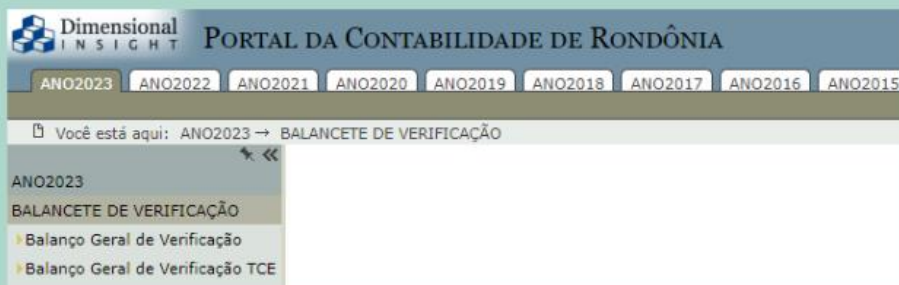 Dimensional
INSIGHT
PORTAL DA CONTABILIDADE DE RONDÔNIA
ANO2023 ANO2022 ANO2021 ANO2020 ANO2019 ANO2018 ANO2017 ANO2016 ANO2015
Você está aqui: ANO2023 → BALANCETE DE VERIFICAÇÃO
ANO2023
BALANCETE DE VERIFICAÇÃO
Balanço Geral de Verificação
Balanço Geral de Verificação TCE